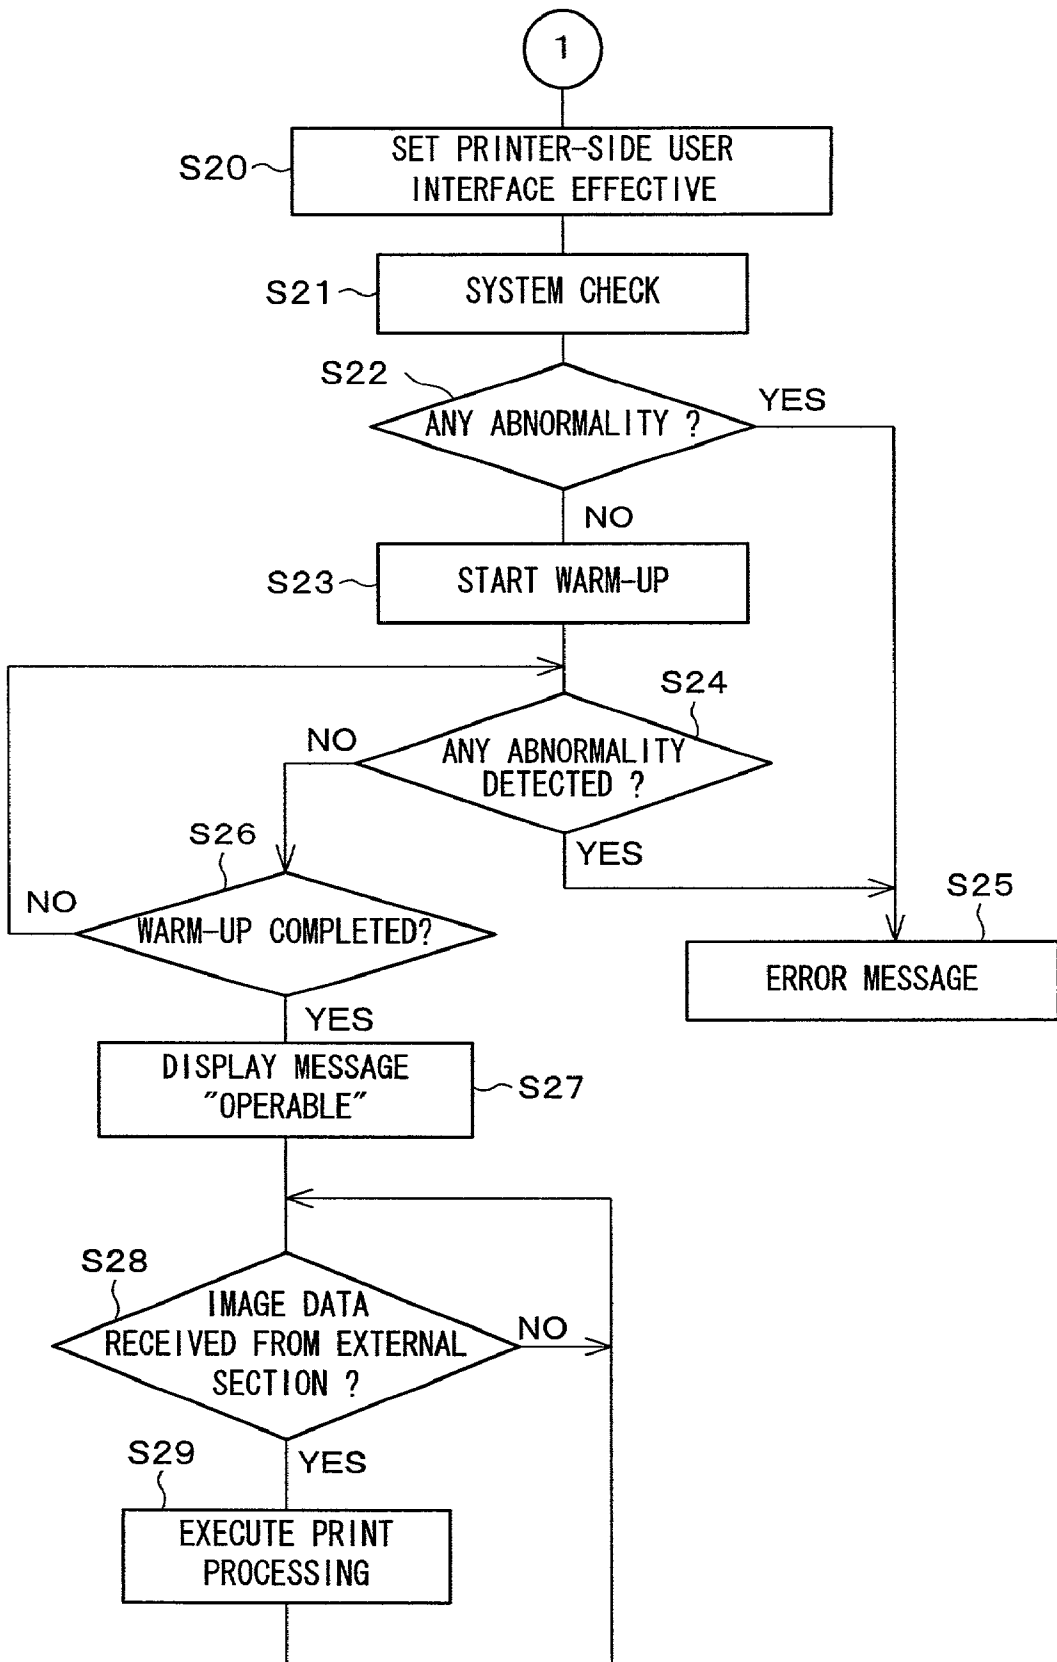 1
S20
SET PRINTER-SIDE USER
INTERFACE EFFECTIVE
S21
SYSTEM CHECK
S22
ANY ABNORMALITY ?
YES
NO
S23
START WARM-UP
S24
NO
ANY ABNORMALITY
DETECTED ?
YES
S26
NO
WARM-UP COMPLETED?
S25
ERROR MESSAGE
YES
DISPLAY MESSAGE
"OPERABLE"
S27
S28
IMAGE DATA
RECEIVED FROM EXTERNAL
SECTION ?
NO
YES
S29
EXECUTE PRINT
PROCESSING